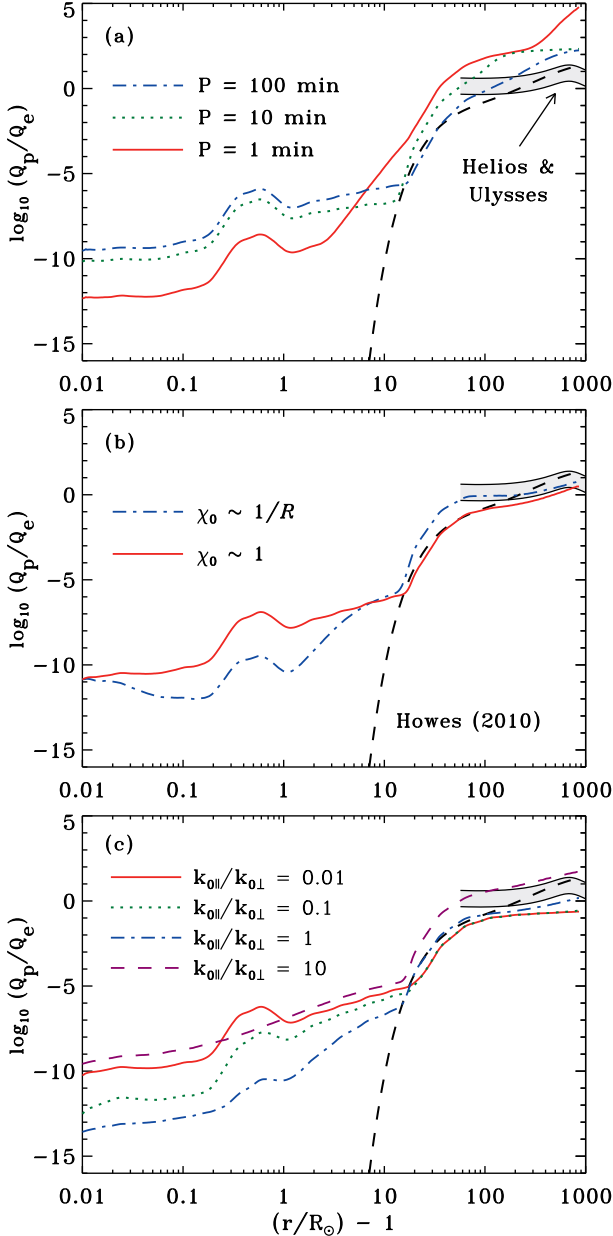 (a)
P = 100 min
P = 10 min
P = 1 min
Helios &
Ulysses
log₁₀ (Qₚ/Qₑ)
5
0
−5
−10
−15
0.01 0.1 1 10 100 1000
(b)
χ₀ ~ 1/R
χ₀ ~ 1
Howes (2010)
log₁₀ (Qₚ/Qₑ)
5
0
−5
−10
−15
0.01 0.1 1 10 100 1000
(c)
k₀∥/k₀⊥ = 0.01
k₀∥/k₀⊥ = 0.1
k₀∥/k₀⊥ = 1
k₀∥/k₀⊥ = 10
log₁₀ (Qₚ/Qₑ)
5
0
−5
−10
−15
0.01 0.1 1 10 100 1000
(r/R☉) − 1